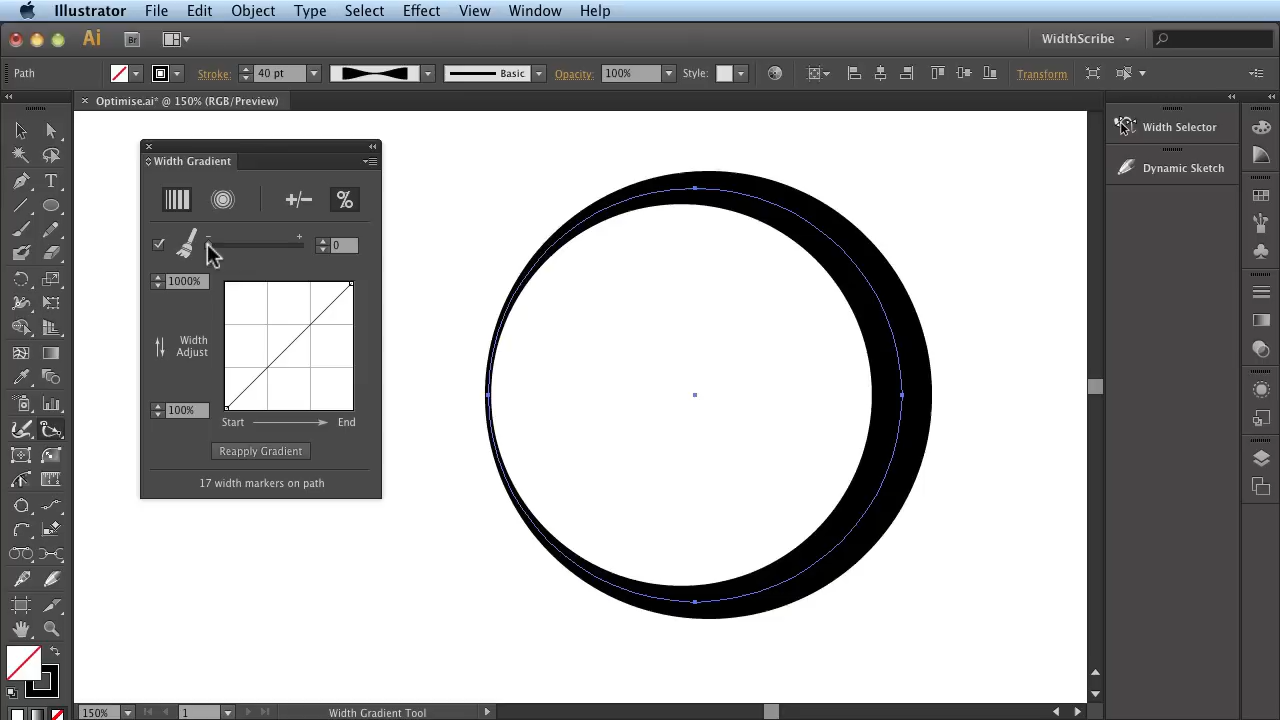 Illustrator File Edit Object Type Select Effect View Window Help
Ai Br WidthScribe
Path Stroke: 40 pt Basic Opacity: 100% Style: Transform
× Optimise.ai* @ 150% (RGB/Preview)
Width Gradient
+/- %
- + 0
1000%
Width
Adjust
100%
Start End
Reapply Gradient
17 width markers on path
Width Selector
Dynamic Sketch
T
150% 1 Width Gradient Tool